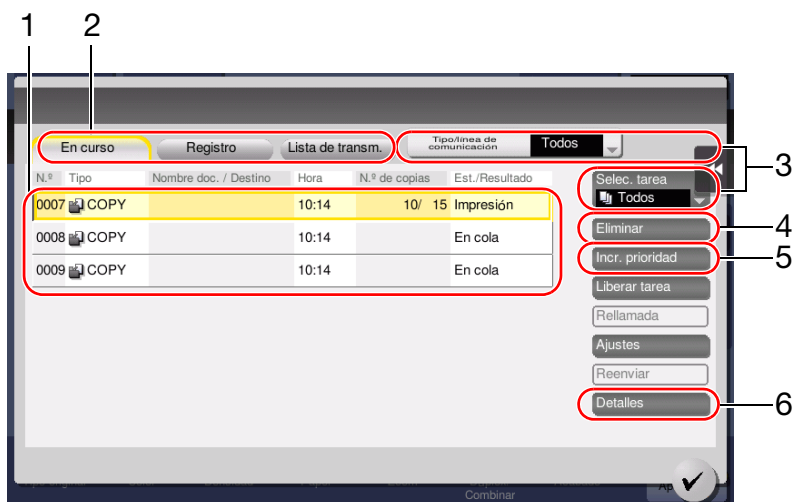 1 2
En curso Registro Lista de transm. Tipo/línea de comunicación Todos
3
N.º Tipo Nombre doc. / Destino Hora N.º de copias Est./Resultado
Selec. tarea
Todos
0007 COPY 10:14 10/ 15 Impresión
0008 COPY 10:14 En cola
Eliminar 4
0009 COPY 10:14 En cola
Incr. prioridad 5
Liberar tarea
Rellamada
Ajustes
Reenviar
Detalles 6
Combinar